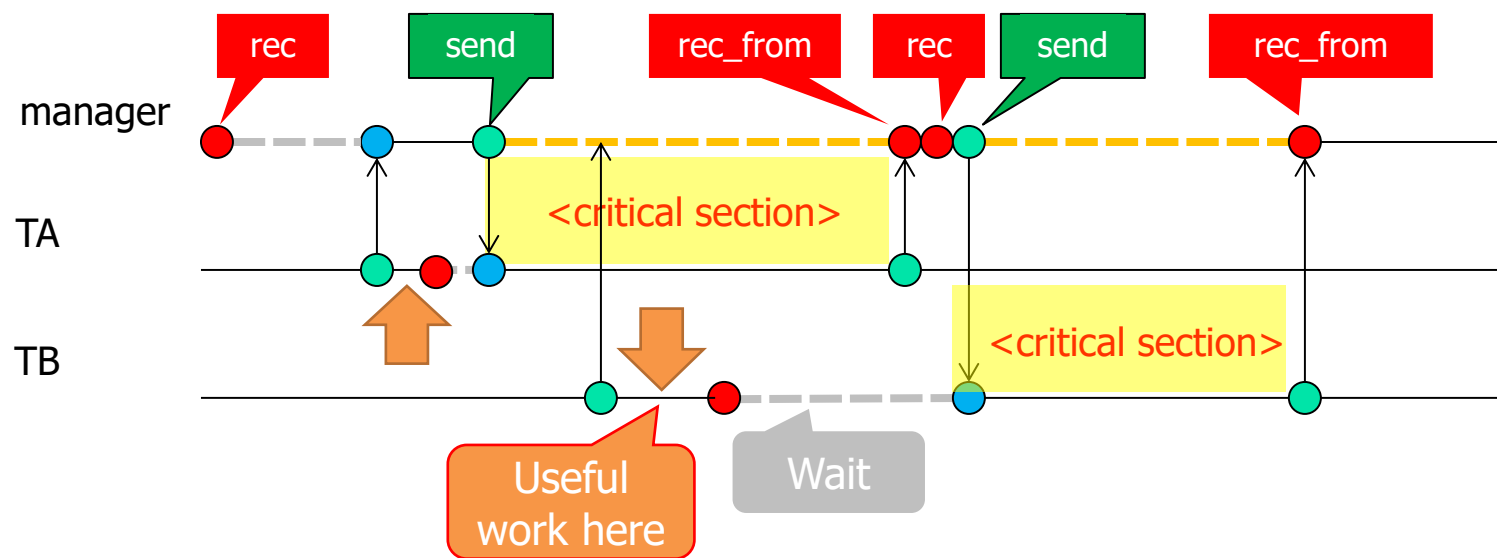 rec
send
rec_from
rec
send
rec_from
manager
<critical section>
TA
<critical section>
TB
Useful
work here
Wait